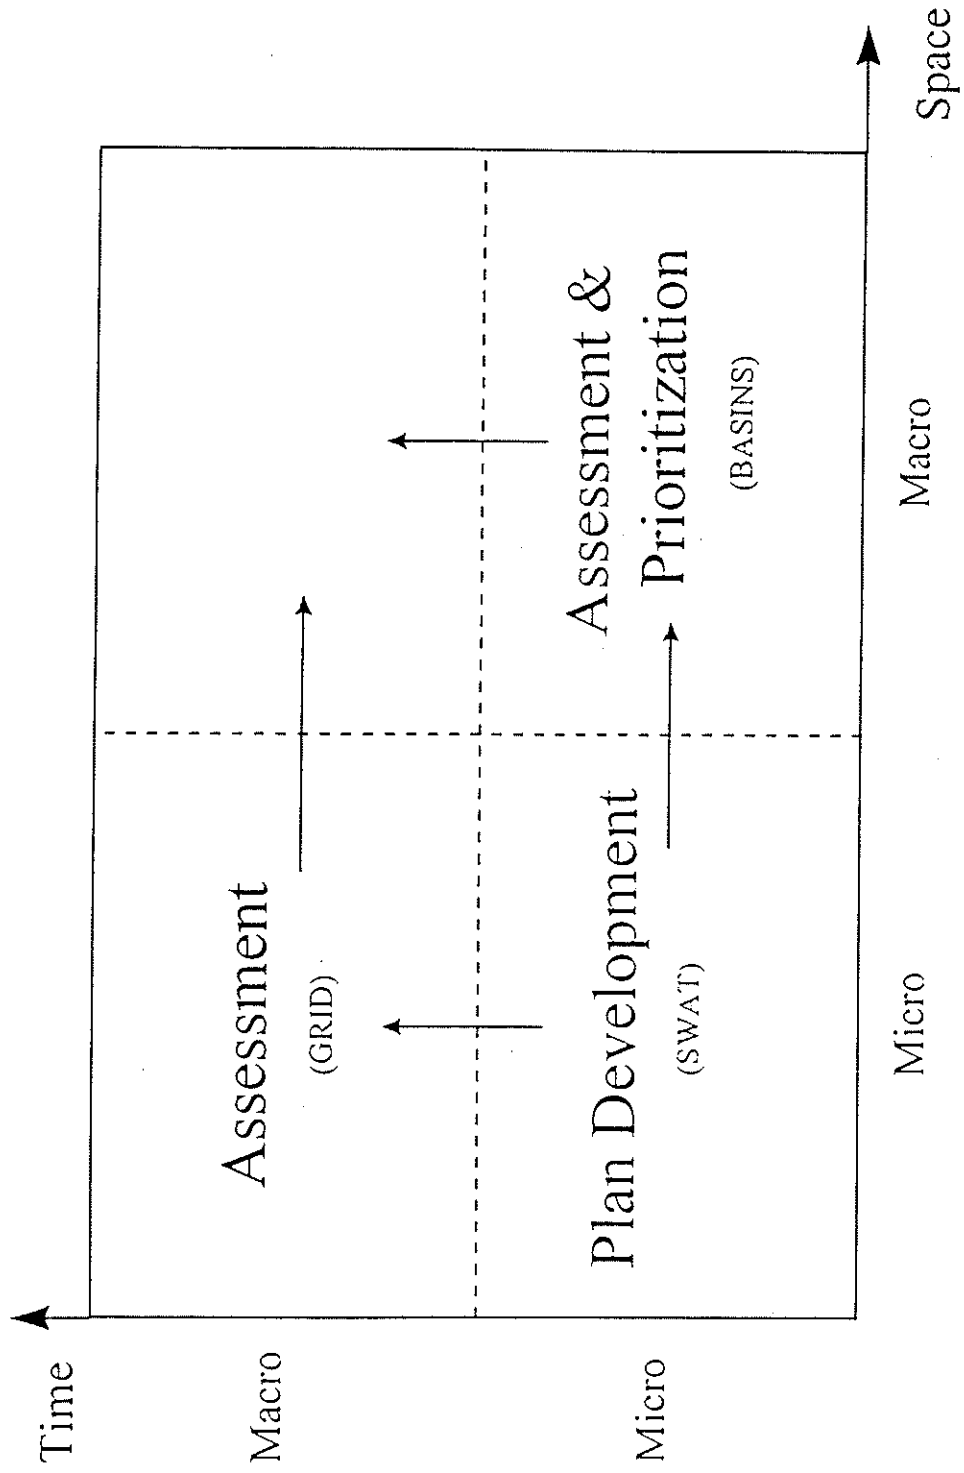 Time
Macro
Assessment
(GRID)
Micro
Plan Development
(SWAT)
Assessment &
Prioritization
(BASINS)
Micro
Macro
Space